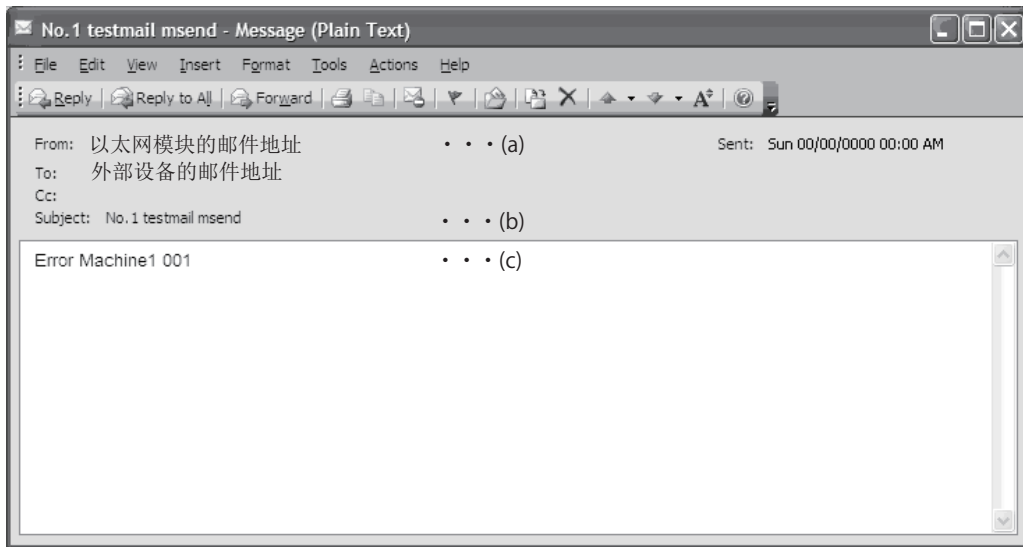 No.1 testmail msend - Message (Plain Text)
File Edit View Insert Format Tools Actions Help
Reply Reply to All Forward A
From: 以太网模块的邮件地址 ・・・(a) Sent: Sun 00/00/0000 00:00 AM
To: 外部设备的邮件地址
Cc:
Subject: No.1 testmail msend ・・・(b)
Error Machine1 001 ・・・(c)